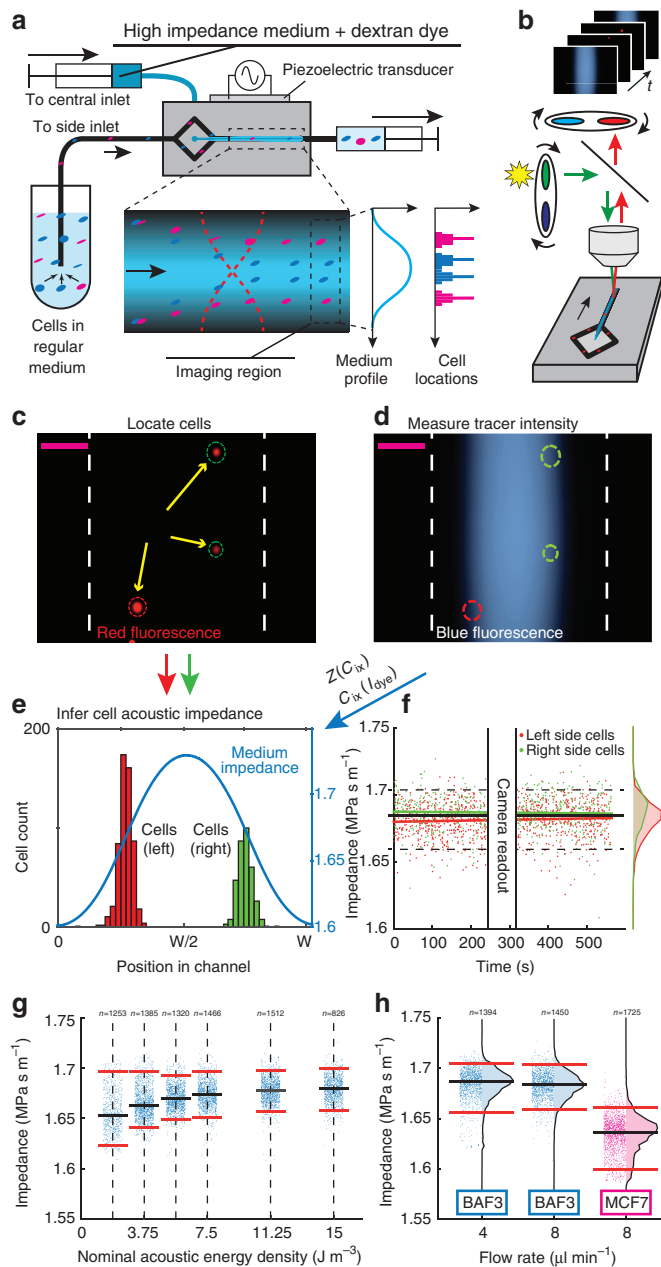 a
High impedance medium + dextran dye
Piezoelectric transducer
To central inlet
To side inlet
Cells in
regular
medium
Imaging region
Medium
profile
Cell
locations
b
t
c
Locate cells
Red fluorescence
d
Measure tracer intensity
Blue fluorescence
Z(C_ix)
C_ix(I_dye)
e
Infer cell acoustic impedance
200
100
0
Cell count
Medium
impedance
Cells
(left)
Cells
(right)
1.7
1.65
1.6
0
W/2
W
Position in channel
f
1.75
1.7
1.65
1.6
Impedance (MPa s m⁻¹)
Left side cells
Right side cells
Camera readout
0
100
200
300
400
500
Time (s)
g
n=1253
n=1385
n=1320
n=1466
n=1512
n=826
1.75
1.7
1.65
1.6
1.55
Impedance (MPa s m⁻¹)
0
3.75
7.5
11.25
15
Nominal acoustic energy density (J m⁻³)
h
n=1394
n=1450
n=1725
1.75
1.7
1.65
1.6
1.55
Impedance (MPa s m⁻¹)
BAF3
BAF3
MCF7
4
8
8
Flow rate (µl min⁻¹)